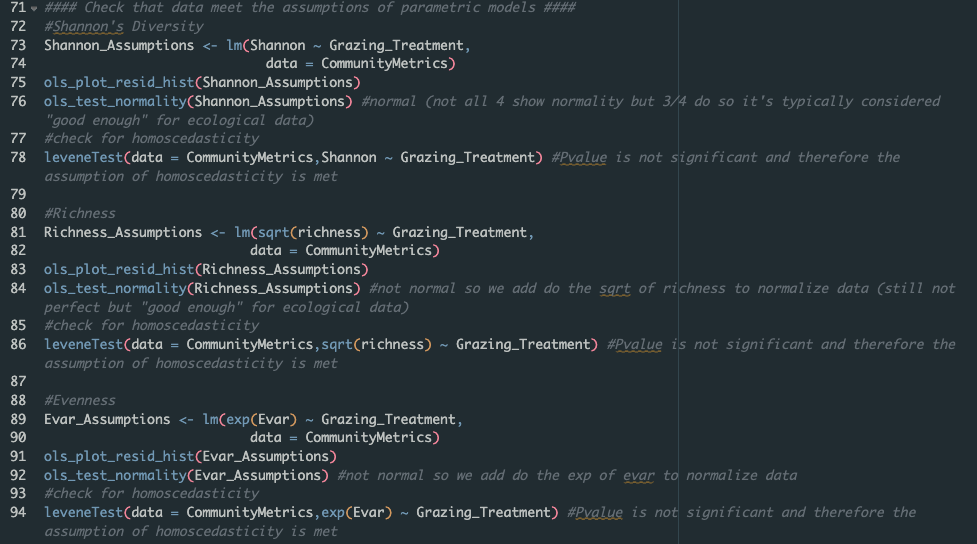 71 #### Check that data meet the assumptions of parametric models ####
72 #Shannon's Diversity
73 Shannon_Assumptions <- lm(Shannon ~ Grazing_Treatment,
74 data = CommunityMetrics)
75 ols_plot_resid_hist(Shannon_Assumptions)
76 ols_test_normality(Shannon_Assumptions) #normal (not all 4 show normality but 3/4 do so it's typically considered
"good enough" for ecological data)
77 #check for homoscedasticity
78 leveneTest(data = CommunityMetrics,Shannon ~ Grazing_Treatment) #Pvalue is not significant and therefore the
assumption of homoscedasticity is met
79
80 #Richness
81 Richness_Assumptions <- lm(sqrt(richness) ~ Grazing_Treatment,
82 data = CommunityMetrics)
83 ols_plot_resid_hist(Richness_Assumptions)
84 ols_test_normality(Richness_Assumptions) #not normal so we add do the sqrt of richness to normalize data (still not
perfect but "good enough" for ecological data)
85 #check for homoscedasticity
86 leveneTest(data = CommunityMetrics,sqrt(richness) ~ Grazing_Treatment) #Pvalue is not significant and therefore the
assumption of homoscedasticity is met
87
88 #Evenness
89 Evar_Assumptions <- lm(exp(Evar) ~ Grazing_Treatment,
90 data = CommunityMetrics)
91 ols_plot_resid_hist(Evar_Assumptions)
92 ols_test_normality(Evar_Assumptions) #not normal so we add do the exp of evar to normalize data
93 #check for homoscedasticity
94 leveneTest(data = CommunityMetrics,exp(Evar) ~ Grazing_Treatment) #Pvalue is not significant and therefore the
assumption of homoscedasticity is met